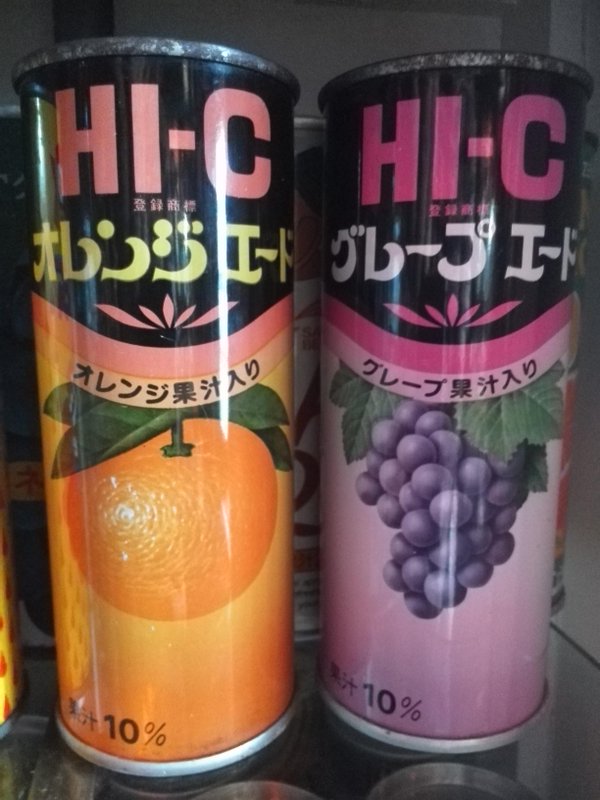 HI-C
登録商標
オレンジエード
オレンジ果汁入り
果汁10%
HI-C
登録商標
グレープエード
グレープ果汁入り
果汁10%